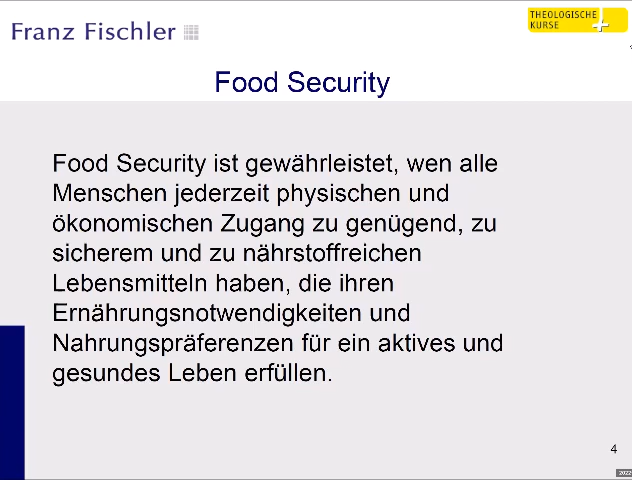 THEOLOGISCHE
KURSE
Franz Fischler
Food Security
Food Security ist gewährleistet, wen alle
Menschen jederzeit physischen und
ökonomischen Zugang zu genügend, zu
sicherem und zu nährstoffreichen
Lebensmitteln haben, die ihren
Ernährungsnotwendigkeiten und
Nahrungspräferenzen für ein aktives und
gesundes Leben erfüllen.
4
2022